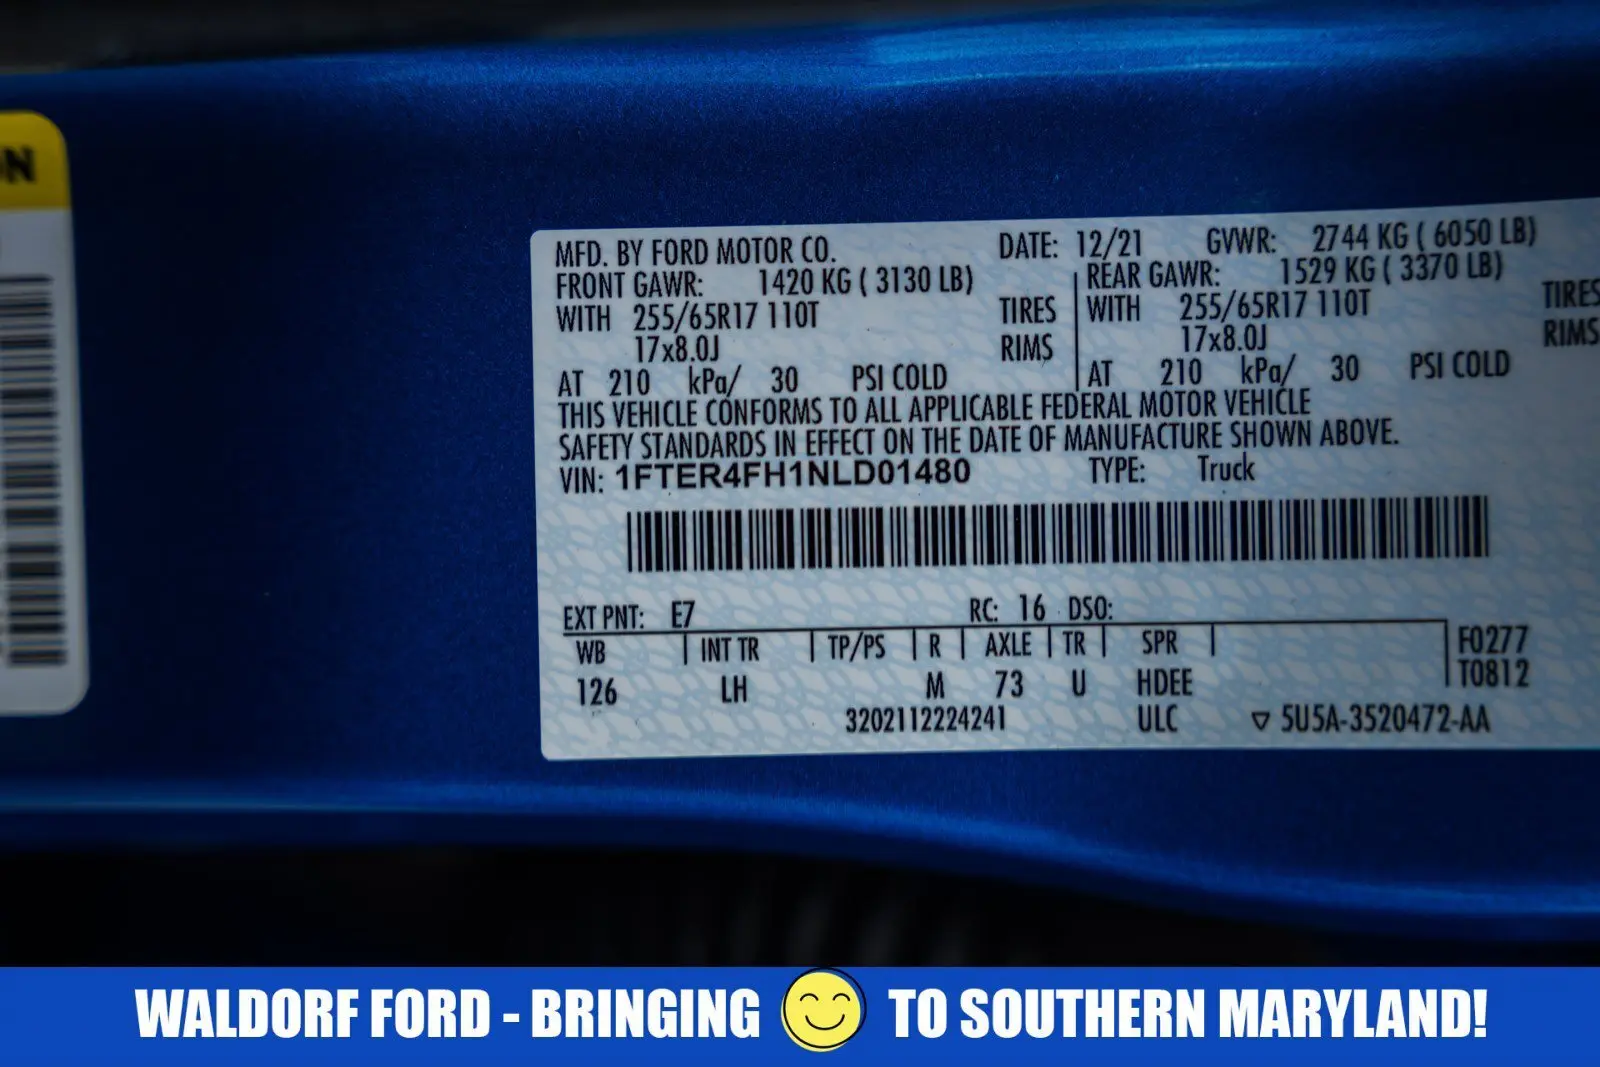 ON
MFD. BY FORD MOTOR CO. DATE: 12/21 GVWR: 2744 KG ( 6050 LB)
FRONT GAWR: 1420 KG ( 3130 LB) REAR GAWR: 1529 KG ( 3370 LB)
WITH 255/65R17 110T TIRES WITH 255/65R17 110T TIRES
17x8.0J RIMS 17x8.0J RIMS
AT 210 kPa/ 30 PSI COLD AT 210 kPa/ 30 PSI COLD
THIS VEHICLE CONFORMS TO ALL APPLICABLE FEDERAL MOTOR VEHICLE
SAFETY STANDARDS IN EFFECT ON THE DATE OF MANUFACTURE SHOWN ABOVE.
VIN: 1FTER4FH1NLD01480 TYPE: Truck
EXT PNT: E7 RC: 16 DSO:
WB INT TR TP/PS R AXLE TR SPR F0277
126 LH M 73 U HDEE T0812
3202112224241 ULC ▽ 5U5A-3520472-AA
WALDORF FORD - BRINGING TO SOUTHERN MARYLAND!